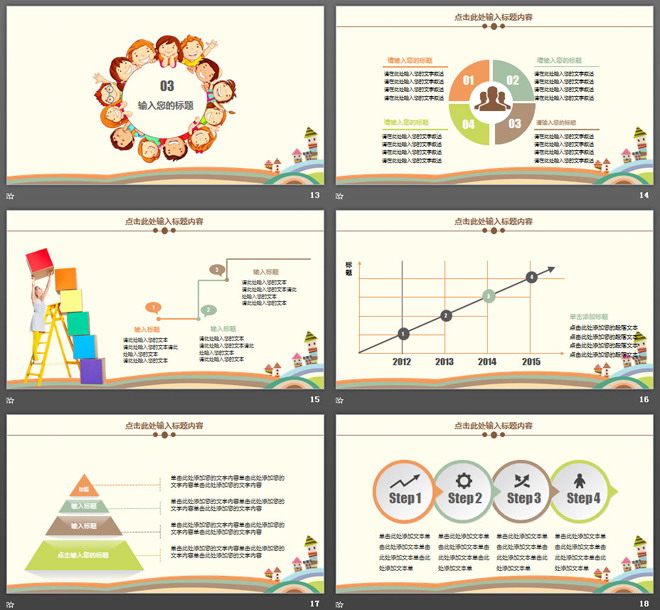 03
输入您的标题
13
点击此处输入标题内容
请输入您的标题
请在此处输入您的文字叙述
请在此处输入您的文字叙述
请在此处输入您的文字叙述
请在此处输入您的文字叙述
01
02
请输入您的标题
请在此处输入您的文字叙述
请在此处输入您的文字叙述
请在此处输入您的文字叙述
请在此处输入您的文字叙述
请输入您的标题
请在此处输入您的文字叙述
请在此处输入您的文字叙述
请在此处输入您的文字叙述
请在此处输入您的文字叙述
04
03
请输入您的标题
请在此处输入您的文字叙述
请在此处输入您的文字叙述
请在此处输入您的文字叙述
请在此处输入您的文字叙述
14
点击此处输入标题内容
1
输入标题
请此处输入您的文本
请此处输入您的文本请此
处输入您的文本
请此处输入您的文本
2
输入标题
请此处输入您的文本
请此处输入您的文本请此
处输入您的文本
请此处输入您的文本
3
输入标题
请此处输入您的文本
请此处输入您的文本请此
处输入您的文本
请此处输入您的文本
15
点击此处输入标题内容
标
题
1
2
3
4
2012
2013
2014
2015
单击添加标题
点此处添加您的段落文本
点此处添加您的段落文本
点此处添加您的段落文本
点此处添加您的段落文本
16
点击此处输入标题内容
标题
输入标题
输入标题
点击输入您的标题
单击此处添加您的文字内容单击此处添加您的
文字内容单击此处添加您的文字内容
单击此处添加您的文字内容单击此处添加您的
文字内容单击此处添加您的文字内容
单击此处添加您的文字内容单击此处添加您的
文字内容单击此处添加您的文字内容
单击此处添加您的文字内容单击此处添加您的
文字内容单击此处添加您的文字内容
17
点击此处输入标题内容
Step 1
Step 2
Step 3
Step 4
单击此处添加文本单
击此处添加文本单击
此处添加文本单击此
处添加文本
单击此处添加文本单
击此处添加文本单击
此处添加文本单击此
处添加文本
单击此处添加文本单
击此处添加文本单击
此处添加文本单击此
处添加文本
单击此处添加文本单
击此处添加文本单击
此处添加文本单击此
处添加文本
18